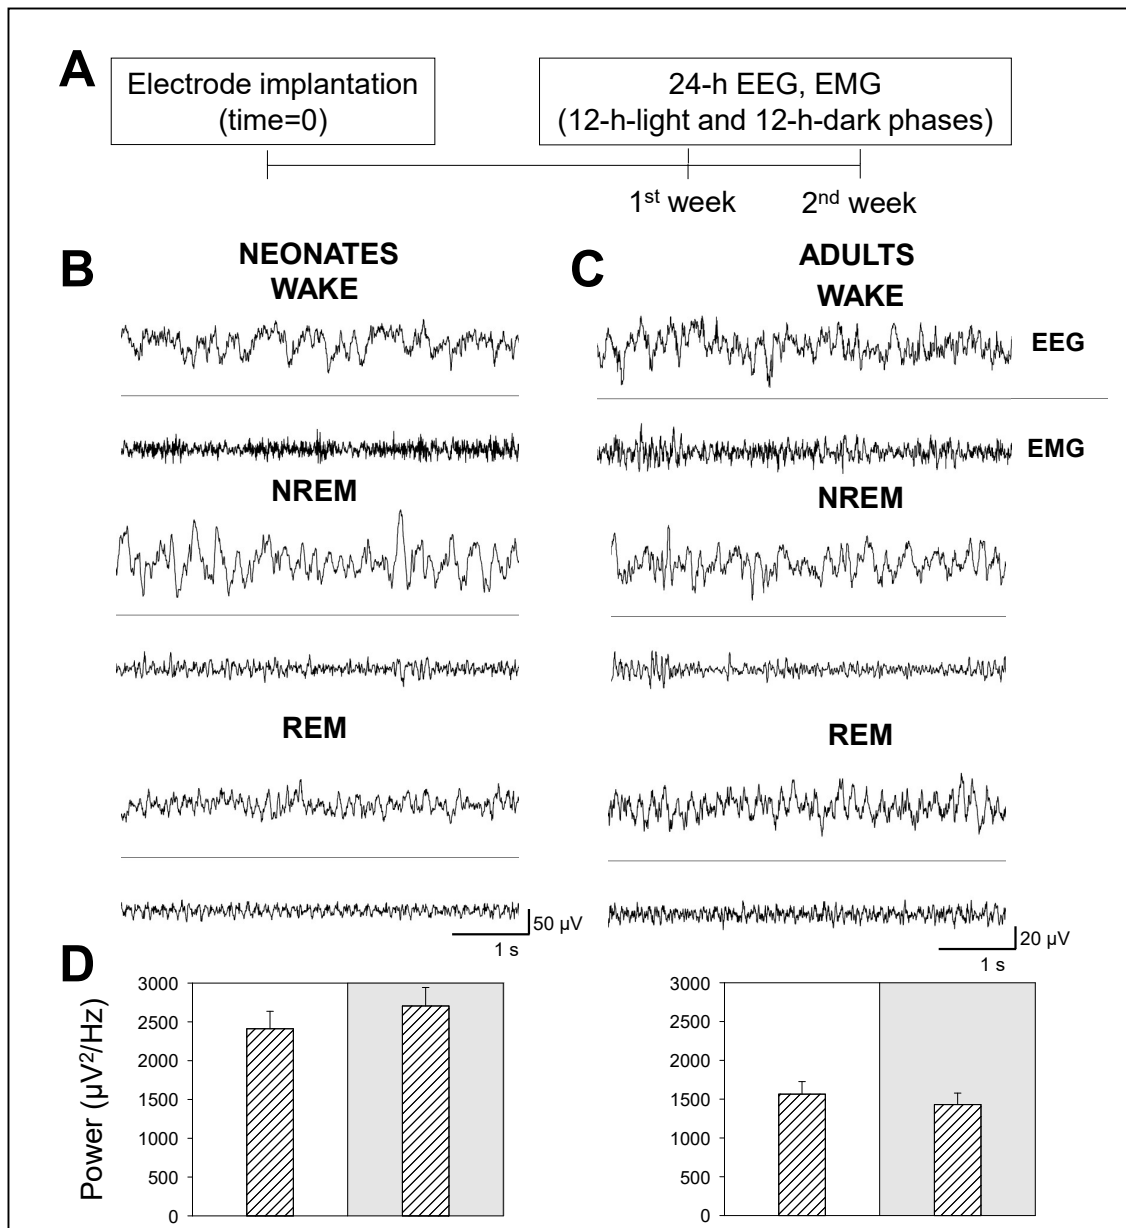 A
Electrode implantation
(time=0)
24-h EEG, EMG
(12-h-light and 12-h-dark phases)
1st week
2nd week
B
NEONATES
WAKE
C
ADULTS
WAKE
EEG
EMG
NREM
NREM
REM
REM
50 µV
1 s
20 µV
1 s
D
Power (µV²/Hz)
3000
2500
2000
1500
1000
500
0
3000
2500
2000
1500
1000
500
0